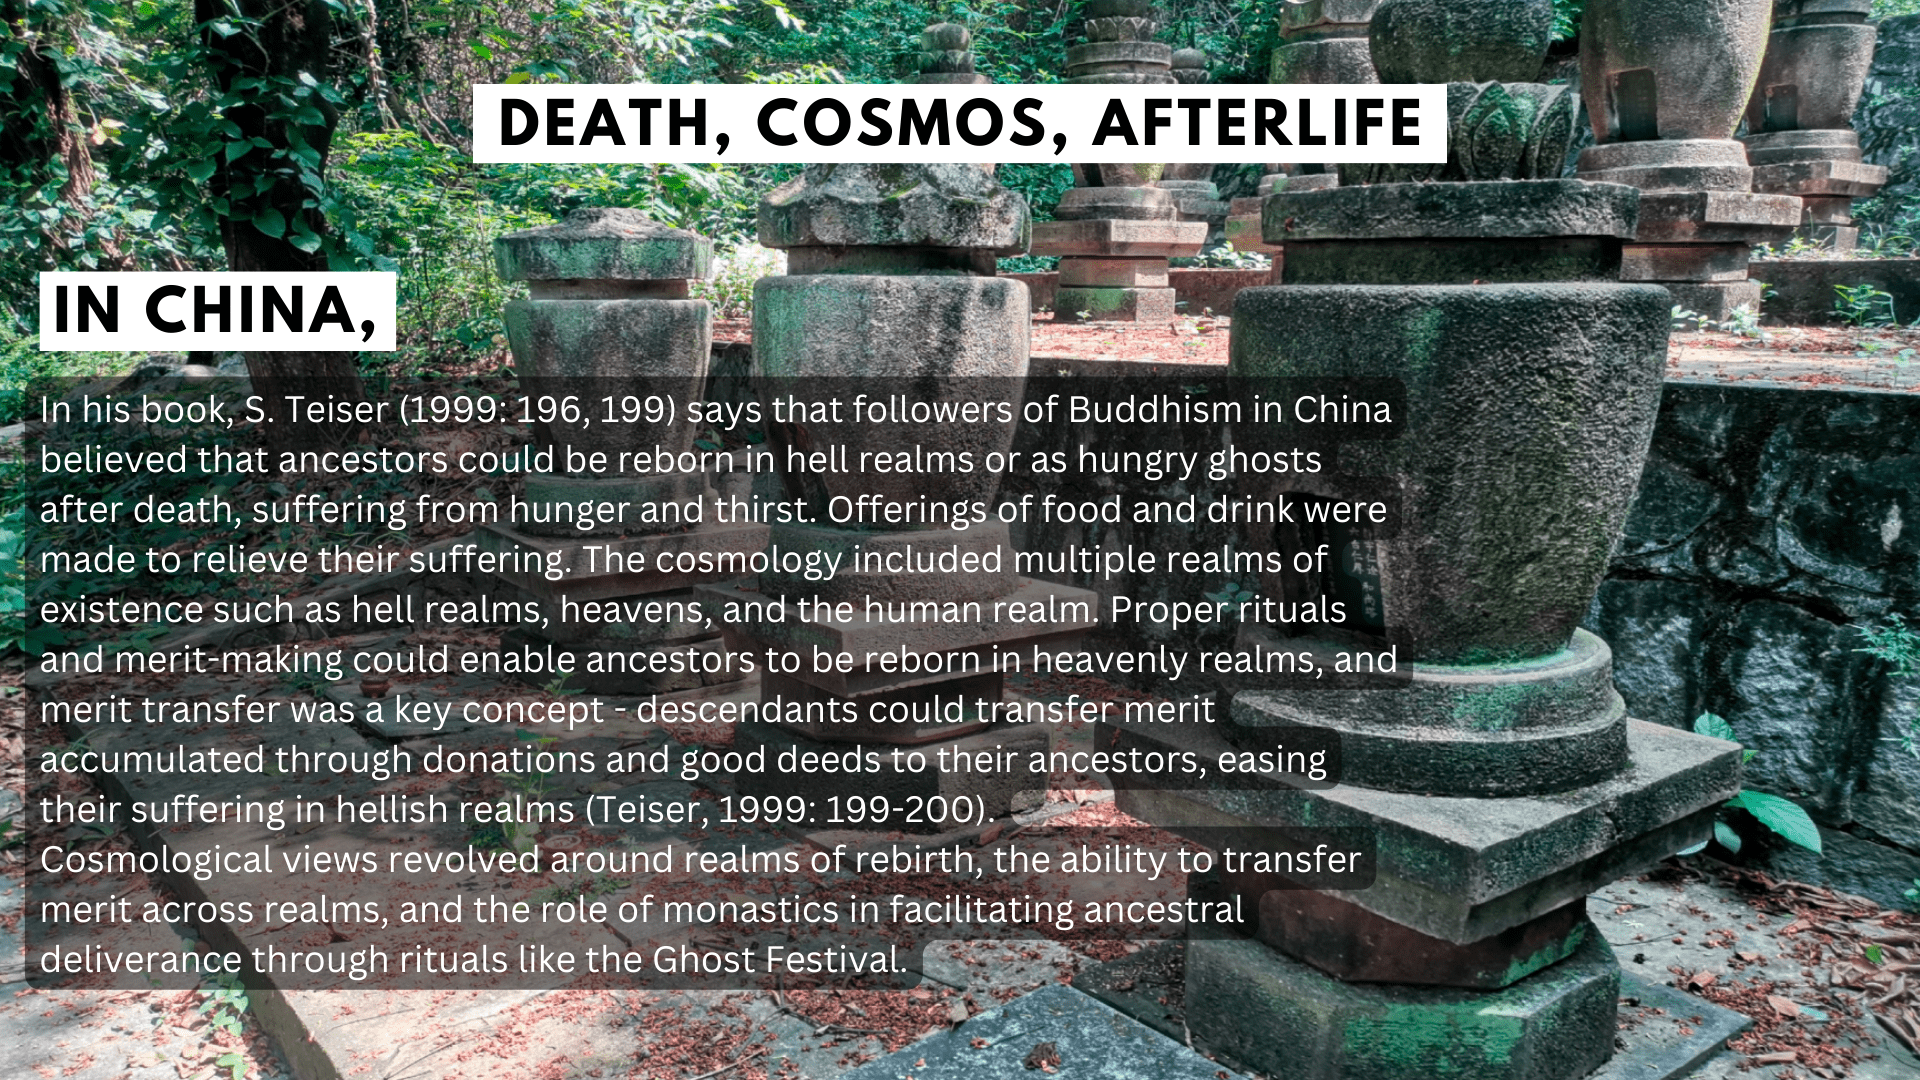 DEATH, COSMOS, AFTERLIFE
IN CHINA,
In his book, S. Teiser (1999: 196, 199) says that followers of Buddhism in China
believed that ancestors could be reborn in hell realms or as hungry ghosts
after death, suffering from hunger and thirst. Offerings of food and drink were
made to relieve their suffering. The cosmology included multiple realms of
existence such as hell realms, heavens, and the human realm. Proper rituals
and merit-making could enable ancestors to be reborn in heavenly realms, and
merit transfer was a key concept - descendants could transfer merit
accumulated through donations and good deeds to their ancestors, easing
their suffering in hellish realms (Teiser, 1999: 199-200).
Cosmological views revolved around realms of rebirth, the ability to transfer
merit across realms, and the role of monastics in facilitating ancestral
deliverance through rituals like the Ghost Festival.